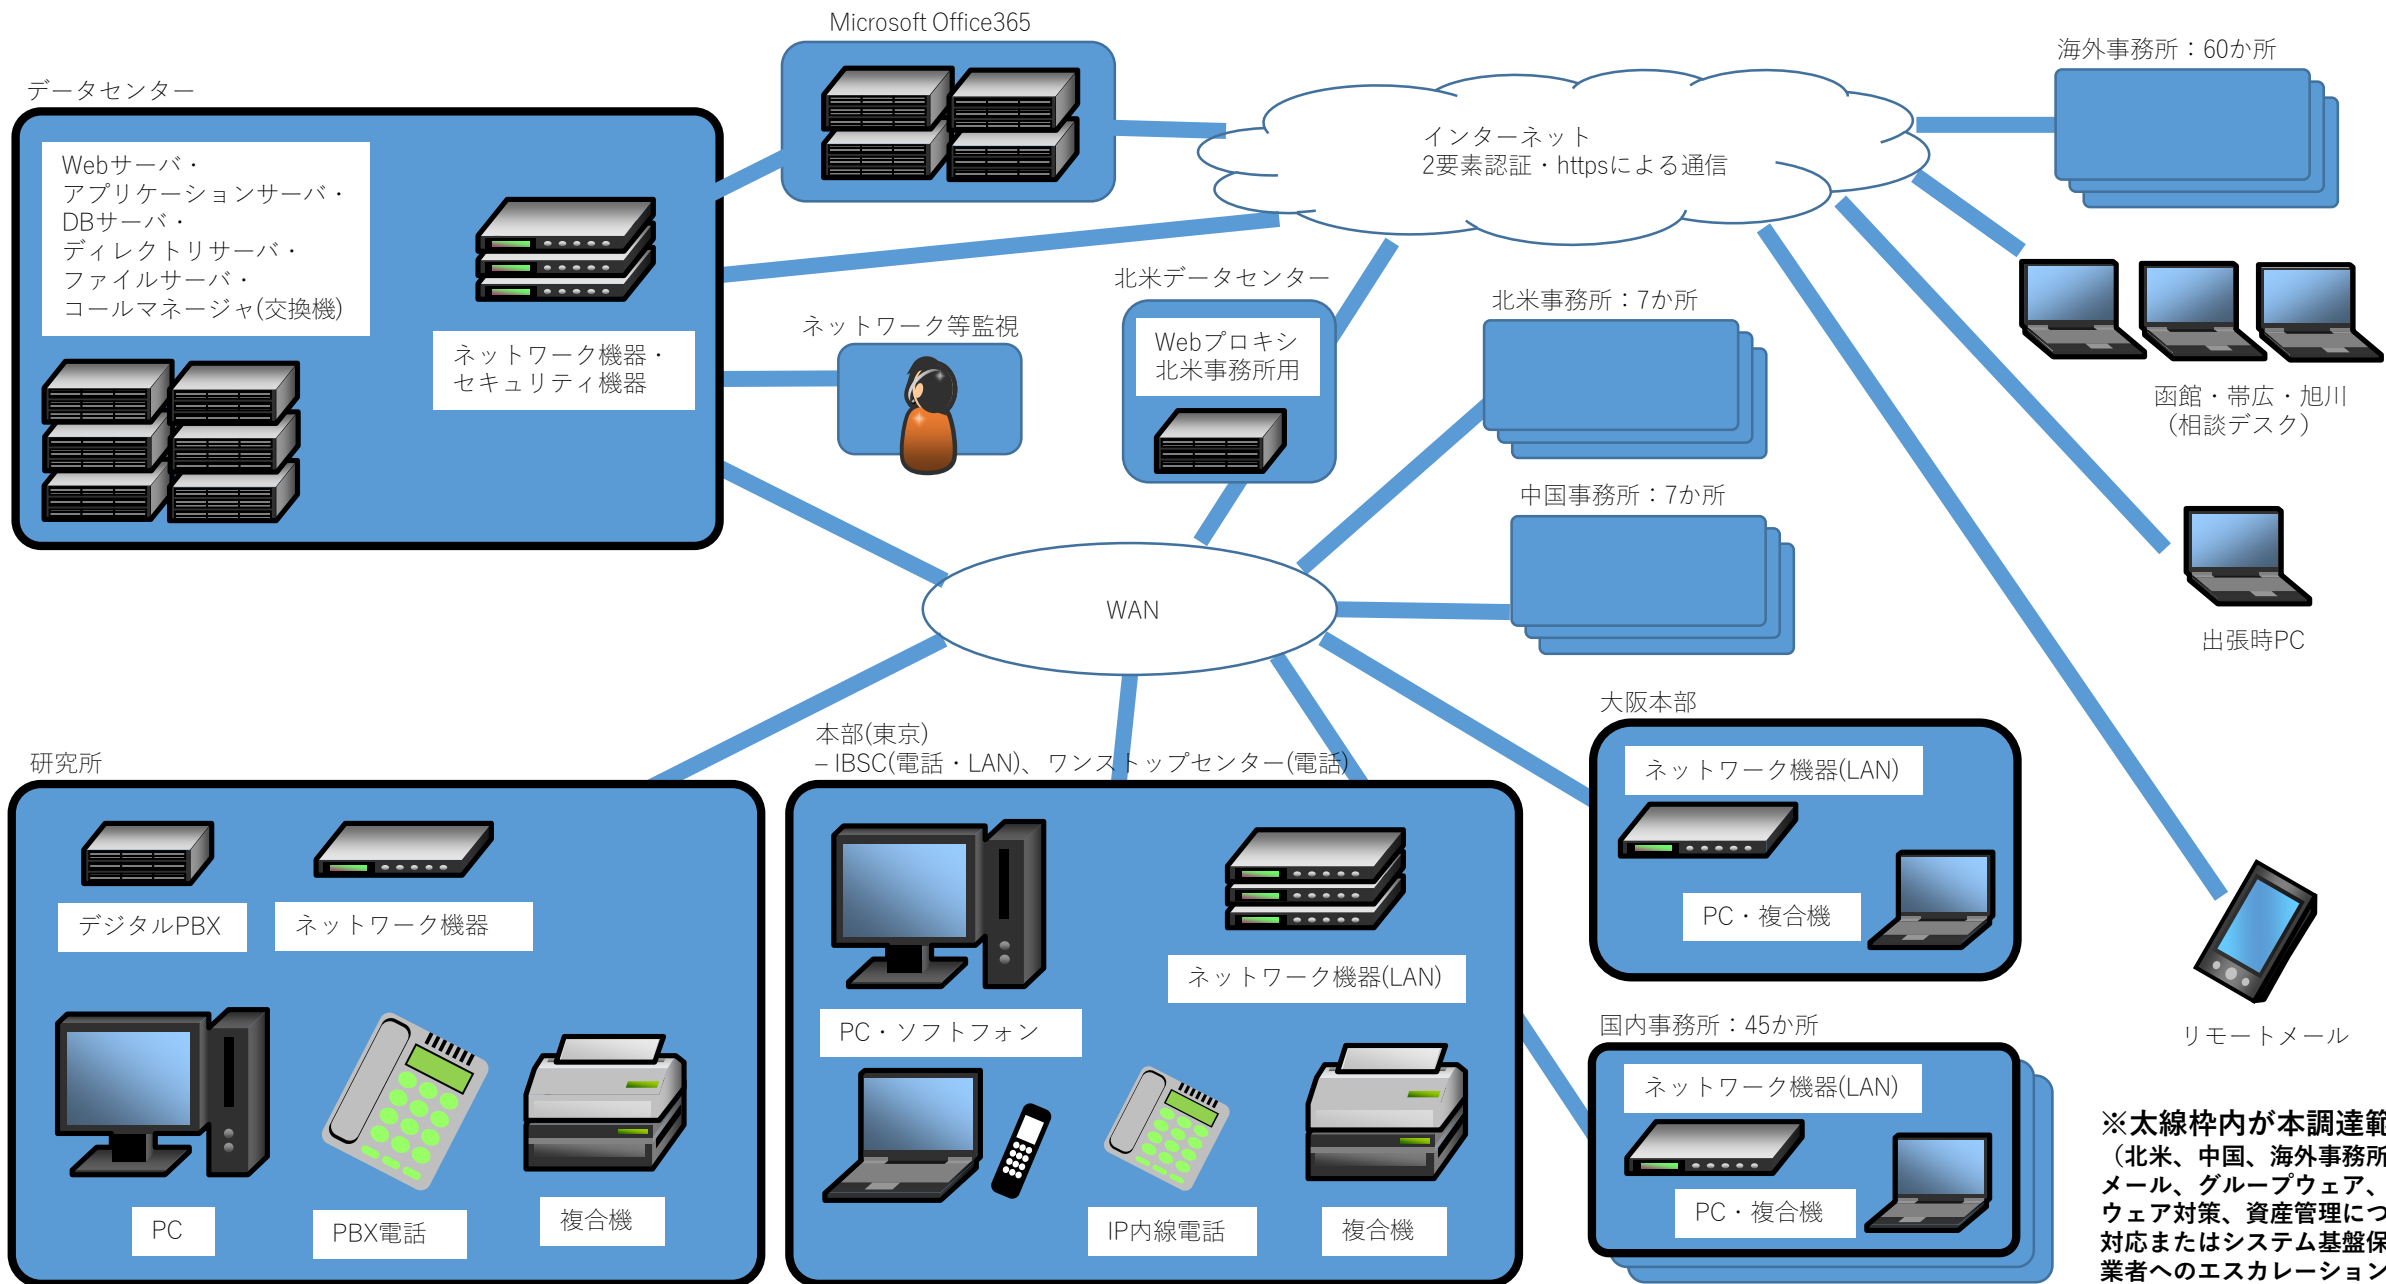 Microsoft Office365
海外事務所：60か所
データセンター
Webサーバ・
アプリケーションサーバ・
DBサーバ・
ディレクトリサーバ・
ファイルサーバ・
コールマネージャ(交換機)
ネットワーク機器・
セキュリティ機器
インターネット
2要素認証・httpsによる通信
北米データセンター
Webプロキシ
北米事務所用
ネットワーク等監視
北米事務所：7か所
中国事務所：7か所
函館・帯広・旭川
（相談デスク）
出張時PC
WAN
研究所
デジタルPBX
ネットワーク機器
PC
PBX電話
複合機
本部(東京)
– IBSC(電話・LAN)、ワンストップセンター(電話)
ネットワーク機器(LAN)
PC・ソフトフォン
IP内線電話
複合機
大阪本部
ネットワーク機器(LAN)
PC・複合機
国内事務所：45か所
ネットワーク機器(LAN)
PC・複合機
リモートメール
※太線枠内が本調達範
（北米、中国、海外事務所
メール、グループウェア、
ウェア対策、資産管理につ
対応またはシステム基盤保
業者へのエスカレーション